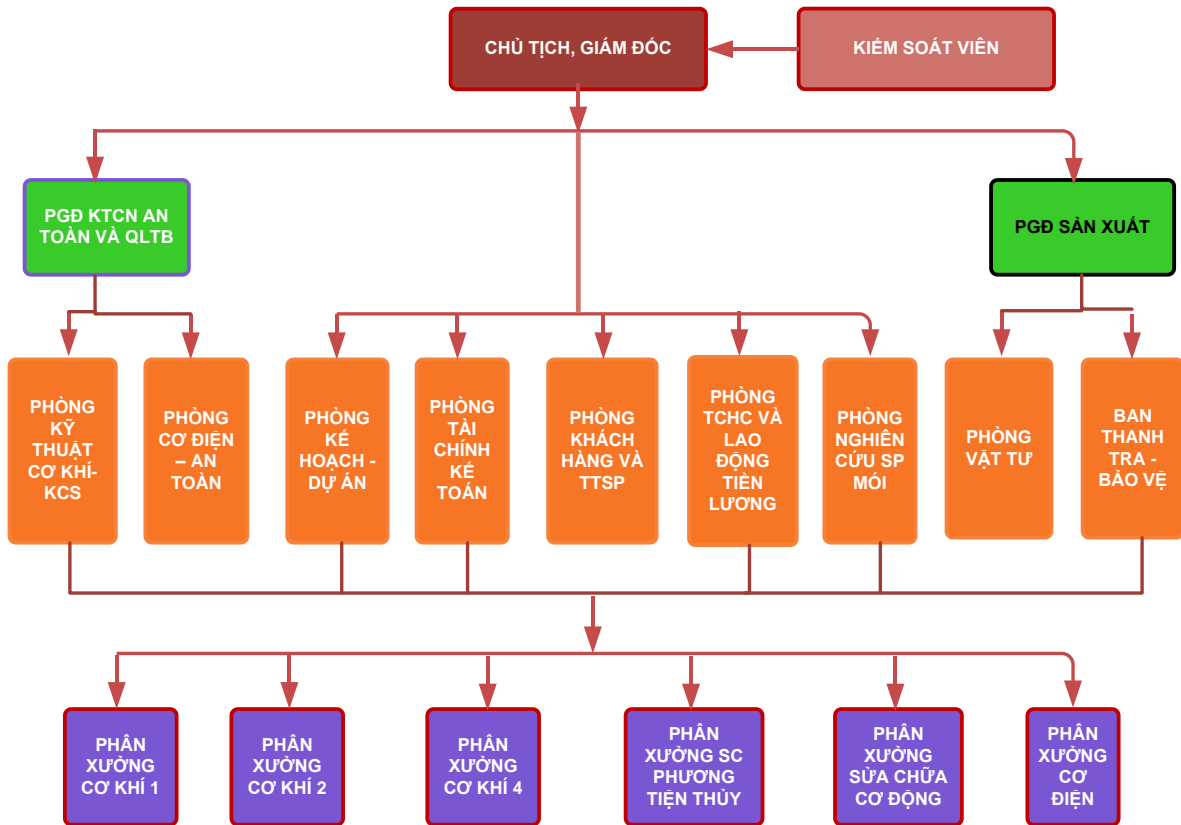 CHỦ TỊCH, GIÁM ĐỐC
KIỂM SOÁT VIÊN
PGĐ KTCN AN
TOÀN VÀ QLTB
PGĐ SẢN XUẤT
PHÒNG
KỸ
THUẬT
CƠ KHÍ-
KCS
PHÒNG
CƠ ĐIỆN
– AN
TOÀN
PHÒNG
KẾ
HOẠCH -
DỰ ÁN
PHÒNG
TÀI
CHÍNH
KẾ
TOÁN
PHÒNG
KHÁCH
HÀNG VÀ
TTSP
PHÒNG
TCHC VÀ
LAO
ĐỘNG
TIỀN
LƯƠNG
PHÒNG
NGHIÊN
CỨU SP
MÓI
PHÒNG
VẬT TƯ
BAN
THANH
TRA -
BẢO VỆ
PHÂN
XƯỞNG
CƠ KHÍ 1
PHÂN
XƯỞNG
CƠ KHÍ 2
PHÂN
XƯỞNG
CƠ KHÍ 4
PHÂN
XƯỞNG SC
PHƯƠNG
TIỆN THỦY
PHÂN
XƯỞNG
SỬA CHỮA
CƠ ĐỘNG
PHÂN
XƯỞNG
CƠ
ĐIỆN